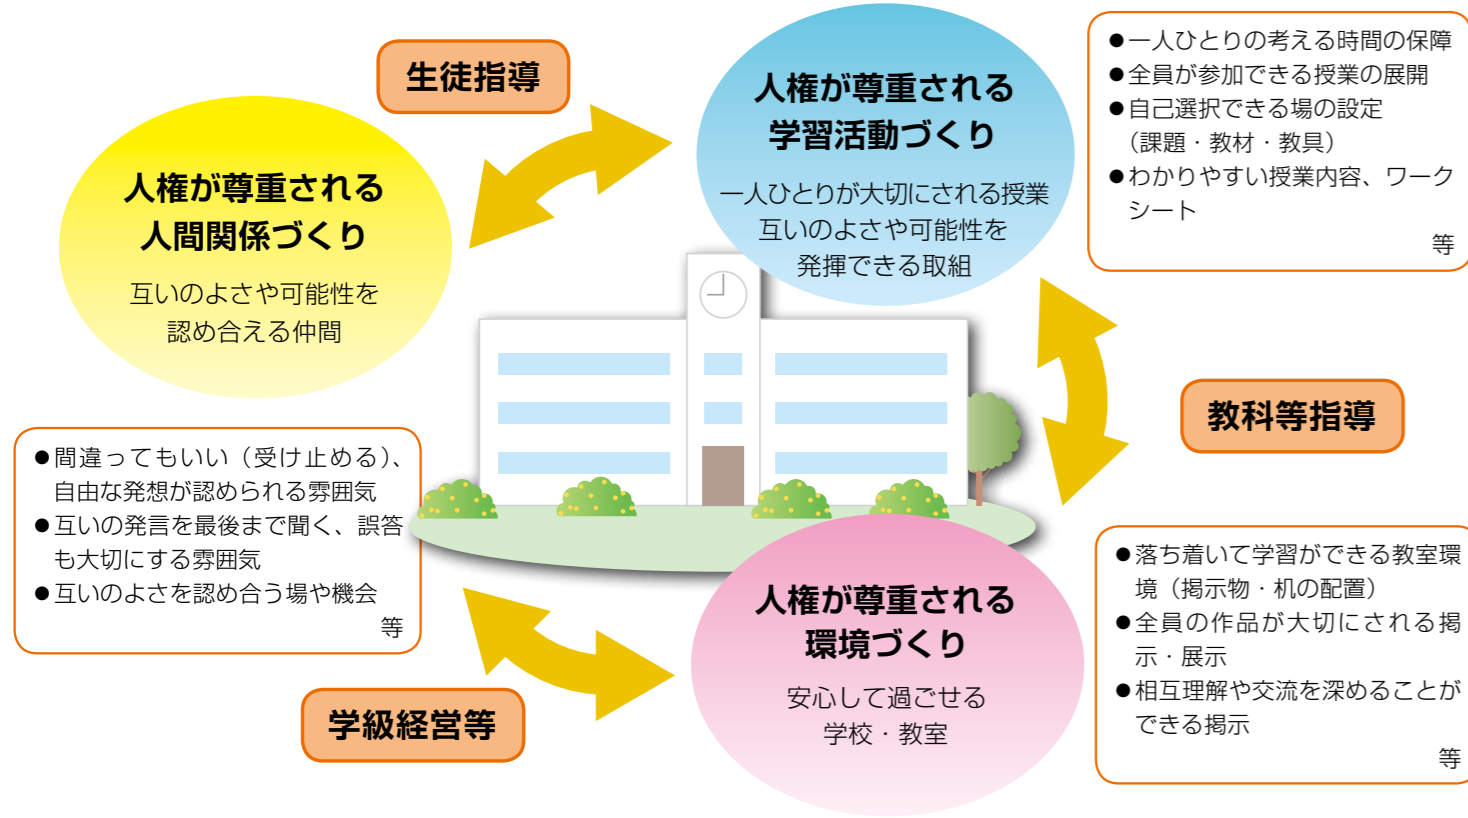 生徒指導
人権が尊重される
人間関係づくり
互いのよさや可能性を
認め合える仲間
●間違ってもいい（受け止める）、
自由な発想が認められる雰囲気
●互いの発言を最後まで聞く、誤答
も大切にする雰囲気
●互いのよさを認め合う場や機会
等
人権が尊重される
学習活動づくり
一人ひとりが大切にされる授業
互いのよさや可能性を
発揮できる取組
●一人ひとりの考える時間の保障
●全員が参加できる授業の展開
●自己選択できる場の設定
（課題・教材・教具）
●わかりやすい授業内容、ワーク
シート
等
教科等指導
人権が尊重される
環境づくり
安心して過ごせる
学校・教室
●落ち着いて学習ができる教室環
境（掲示物・机の配置）
●全員の作品が大切にされる掲
示・展示
●相互理解や交流を深めることが
できる掲示
等
学級経営等